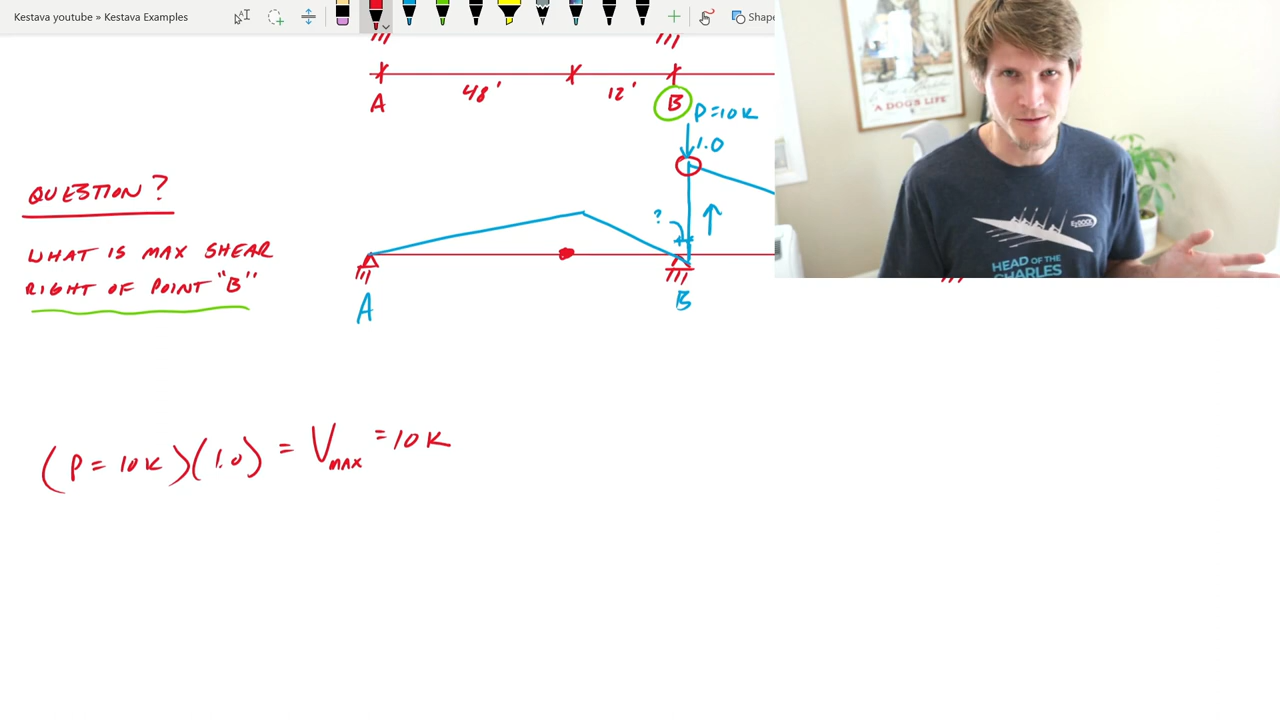 Kestava youtube » Kestava Examples
Shape
A
48'
12'
B
P=10K
1.0
A DOG'S LIFE
QUESTION?
?
WHAT IS MAX SHEAR
RIGHT OF POINT "B"
A
B
HEAD OF THE
CHARLES
(P=10K)(1.0) = VMAX = 10K